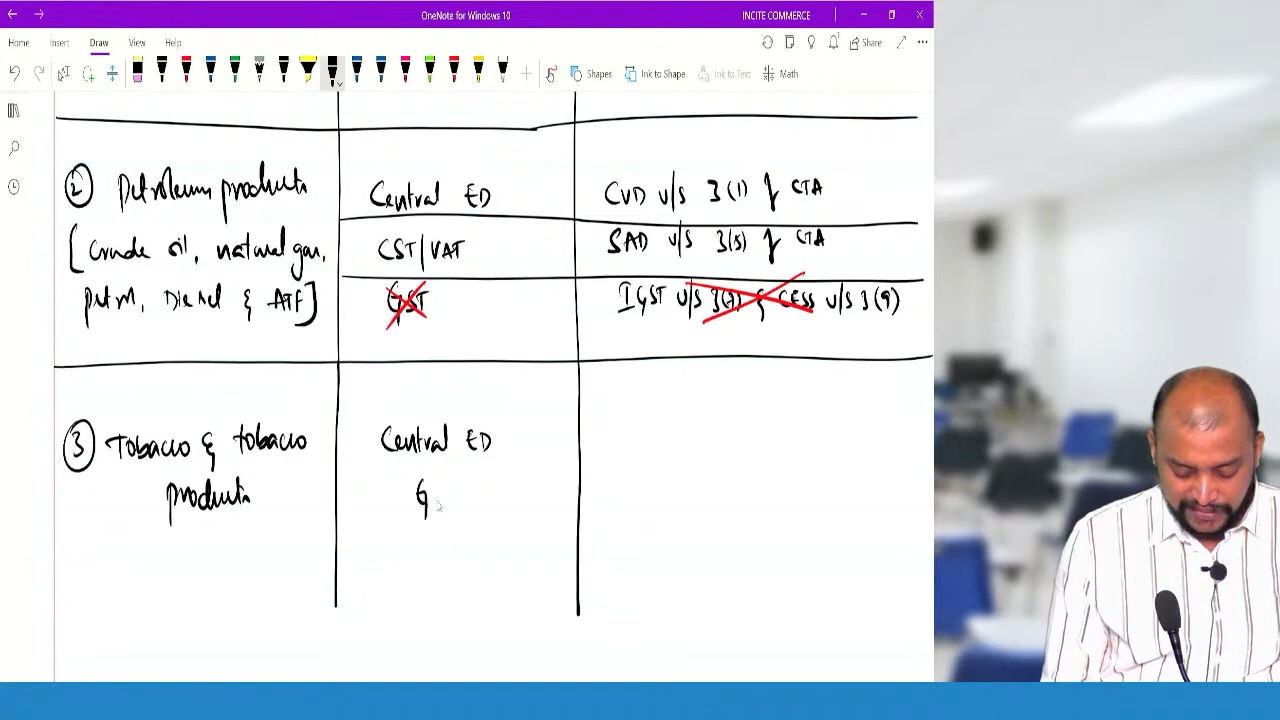 OneNote for Windows 10
INCITE COMMERCE
Home Insert Draw View Help
Share
Shapes Ink to Shape Ink to Text Math
② Petroleum products
[Crude oil, natural gas,
petrol, Diesel & ATF]
Central ED
CST/VAT
GST
CVD u/s 3(1) of CTA
SAD u/s 3(5) of CTA
IGST u/s 3(7) & CESS u/s 3(9)
③ Tobacco & tobacco
products
Central ED
G